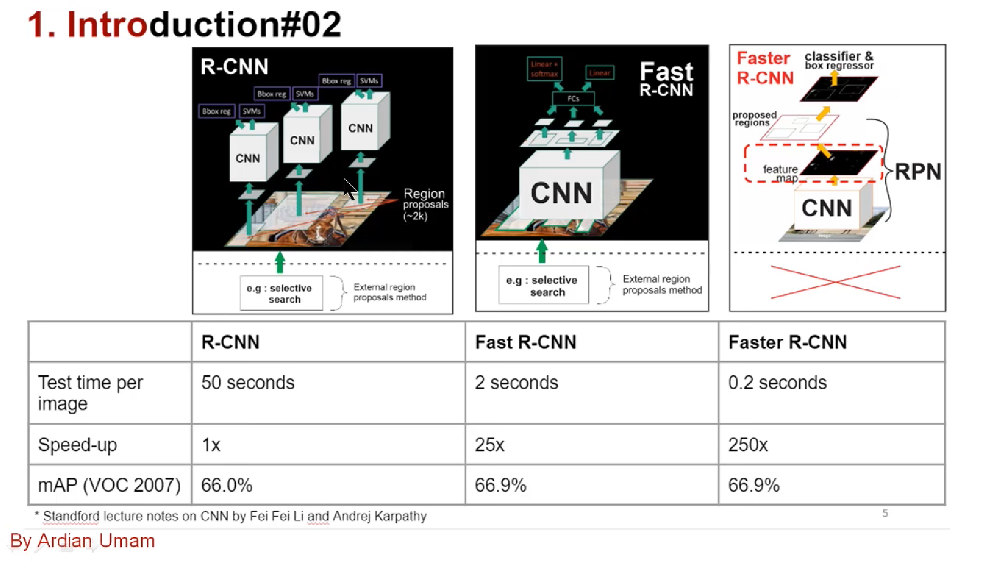 1. Introduction#02
R-CNN
Bbox reg
SVMs
Bbox reg
SVMs
Bbox reg
SVMs
CNN
CNN
CNN
Region
proposals
(~2k)
e.g : selective
search
External region
proposals method
Fast
R-CNN
Linear +
softmax
Linear
FCs
CNN
e.g : selective
search
External region
proposals method
Faster
R-CNN
classifier &
box regressor
proposed
regions
feature
map
RPN
CNN
image
R-CNN
Fast R-CNN
Faster R-CNN
Test time per
image
50 seconds
2 seconds
0.2 seconds
Speed-up
1x
25x
250x
mAP (VOC 2007)
66.0%
66.9%
66.9%
* Standford lecture notes on CNN by Fei Fei Li and Andrej Karpathy
5
By Ardian Umam